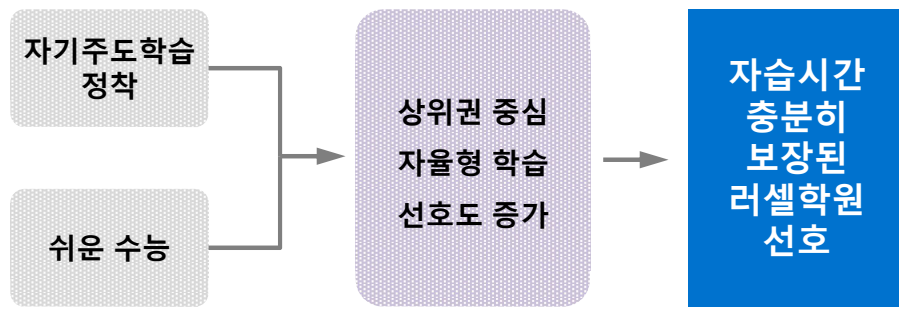 자기주도학습
정착
쉬운 수능
상위권 중심
자율형 학습
선호도 증가
자습시간
충분히
보장된
러셀학원
선호